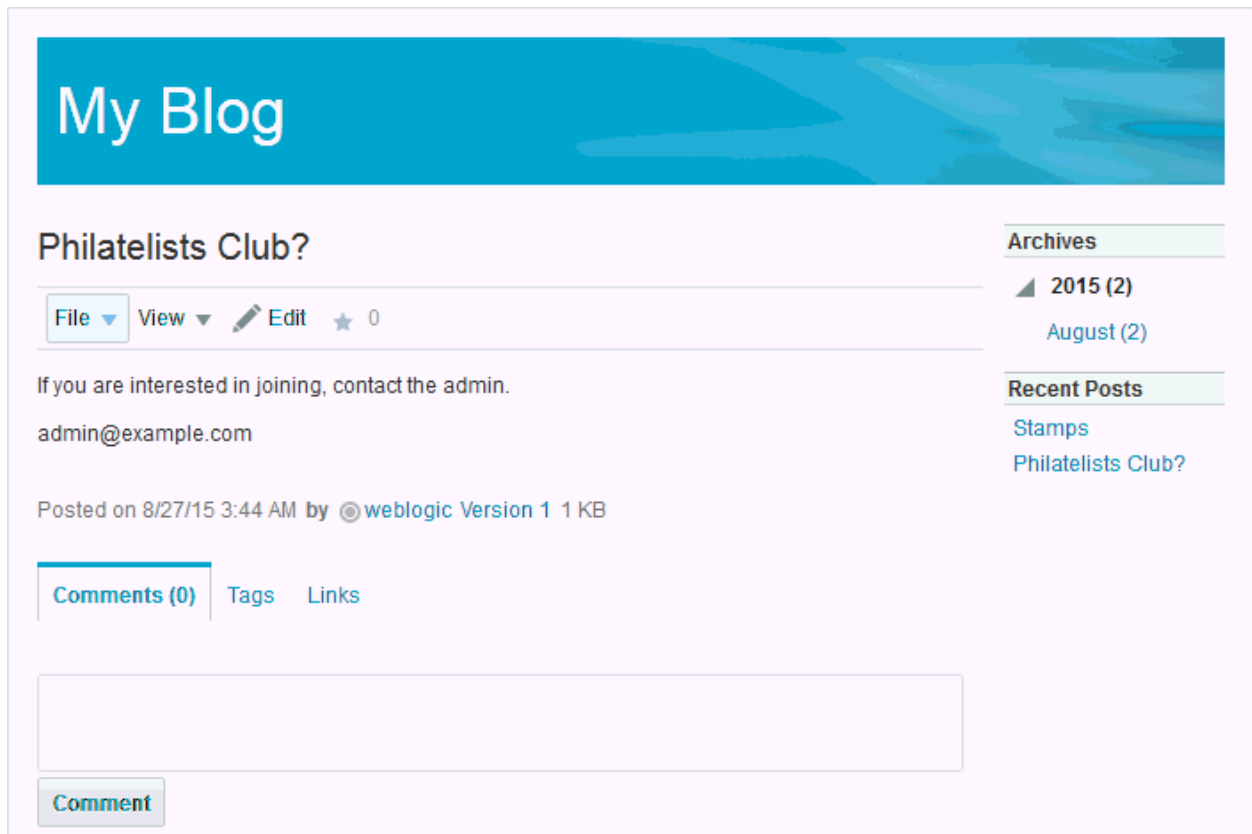 My Blog
Philatelists Club?
File View Edit 0
If you are interested in joining, contact the admin.
admin@example.com
Posted on 8/27/15 3:44 AM by weblogic Version 1 1 KB
Comments (0) Tags Links
Comment
Archives
2015 (2)
August (2)
Recent Posts
Stamps
Philatelists Club?